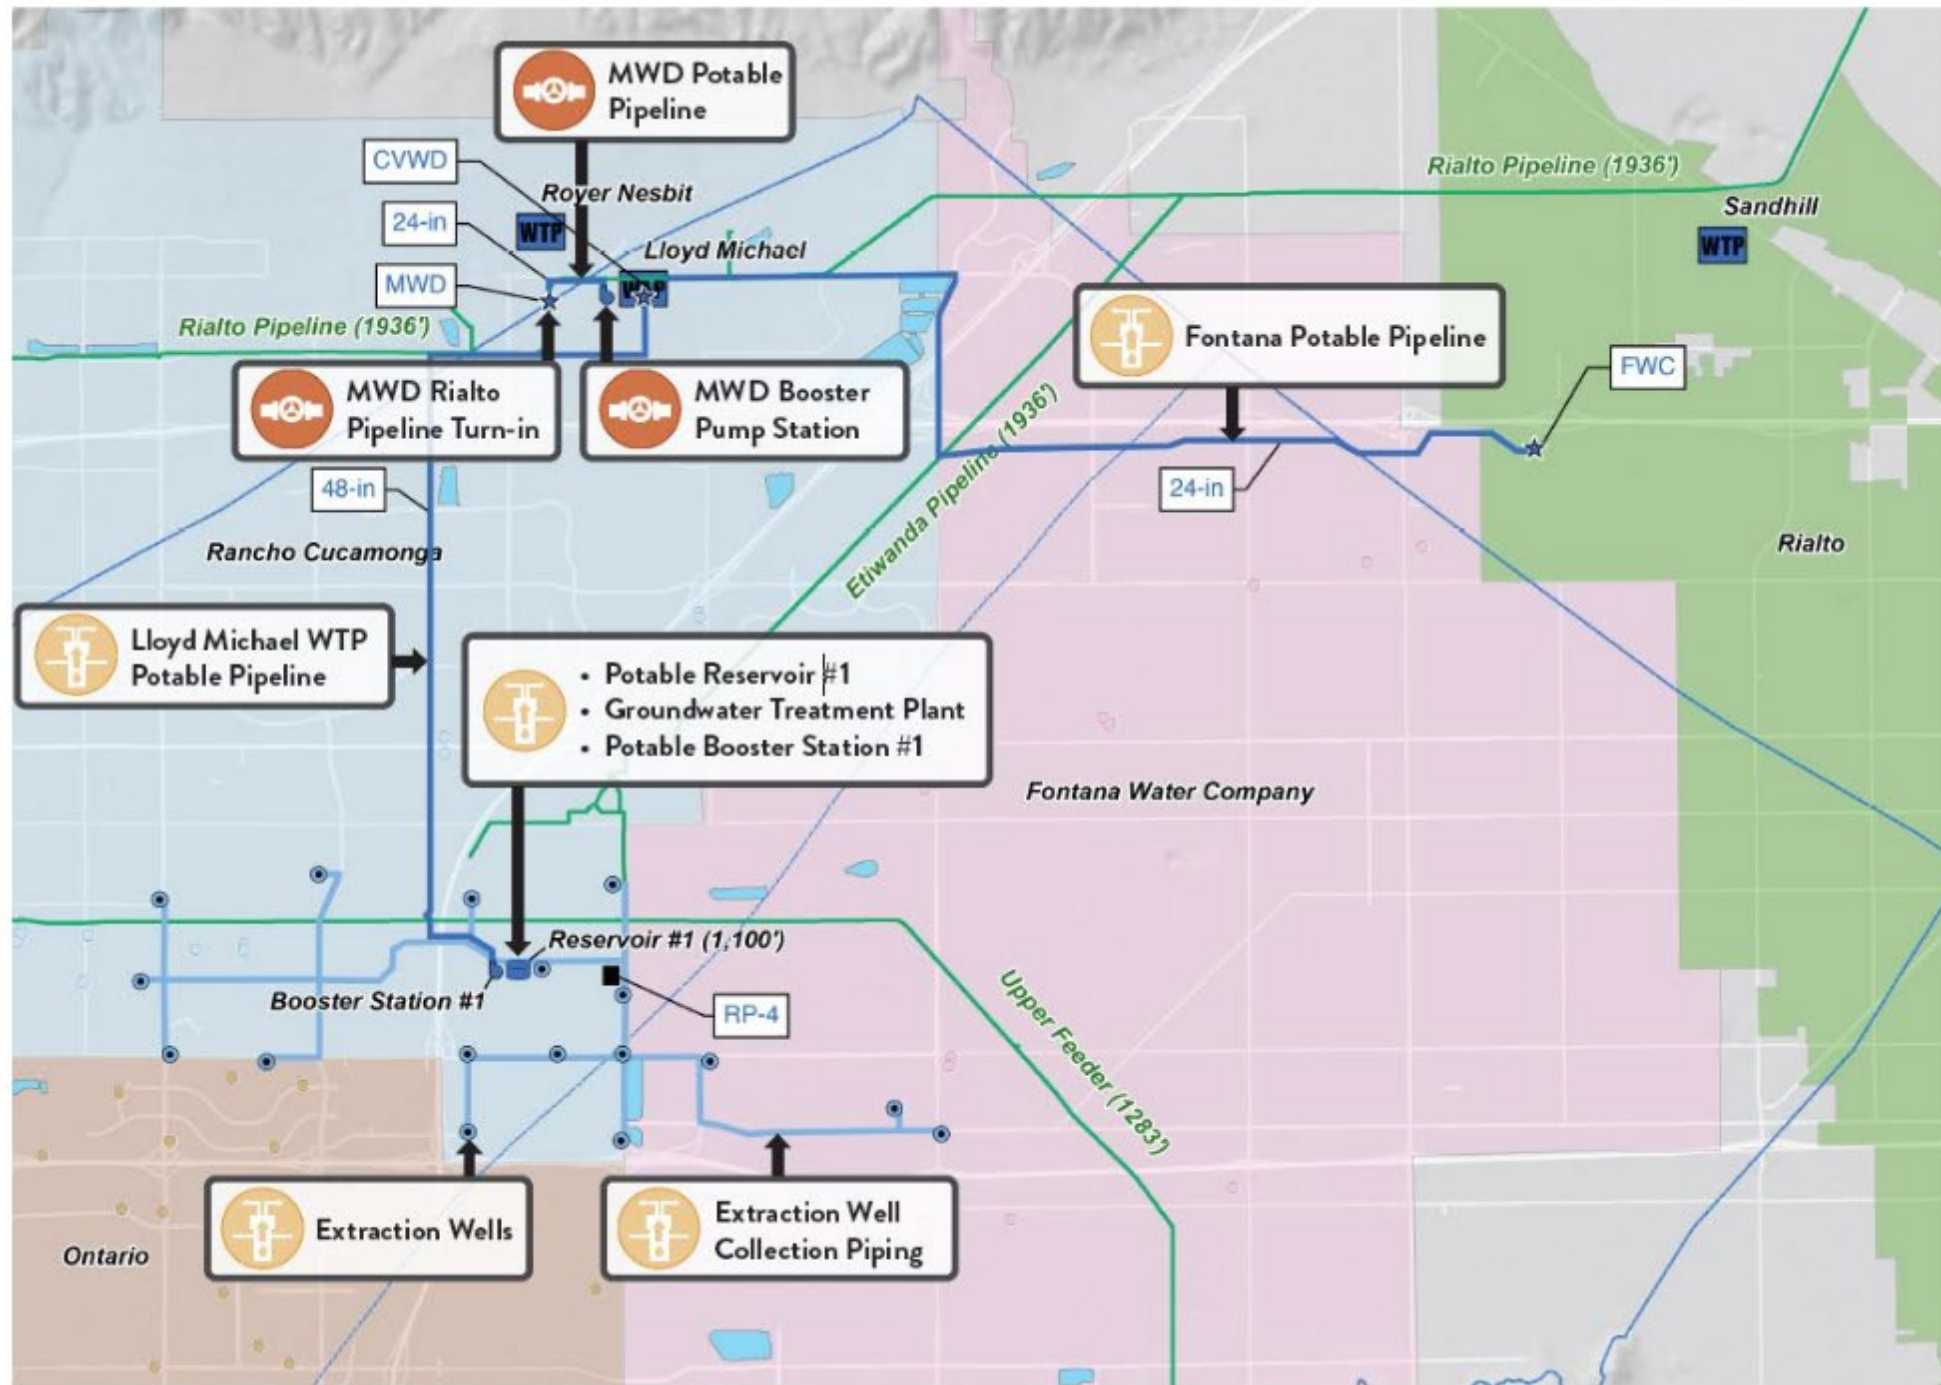 MWD Potable
Pipeline
CVWD
Royer Nesbit
24-in
WTP
Lloyd Michael
MWD
WTP
Rialto Pipeline (1936')
Rialto Pipeline (1936')
Sandhill
WTP
MWD Rialto
Pipeline Turn-in
MWD Booster
Pump Station
Fontana Potable Pipeline
FWC
Etiwanda Pipeline (1936')
48-in
24-in
Rancho Cucamonga
Rialto
Lloyd Michael WTP
Potable Pipeline
• Potable Reservoir #1
• Groundwater Treatment Plant
• Potable Booster Station #1
Fontana Water Company
Reservoir #1 (1,100')
Booster Station #1
RP-4
Upper Feeder (1283')
Extraction Wells
Extraction Well
Collection Piping
Ontario